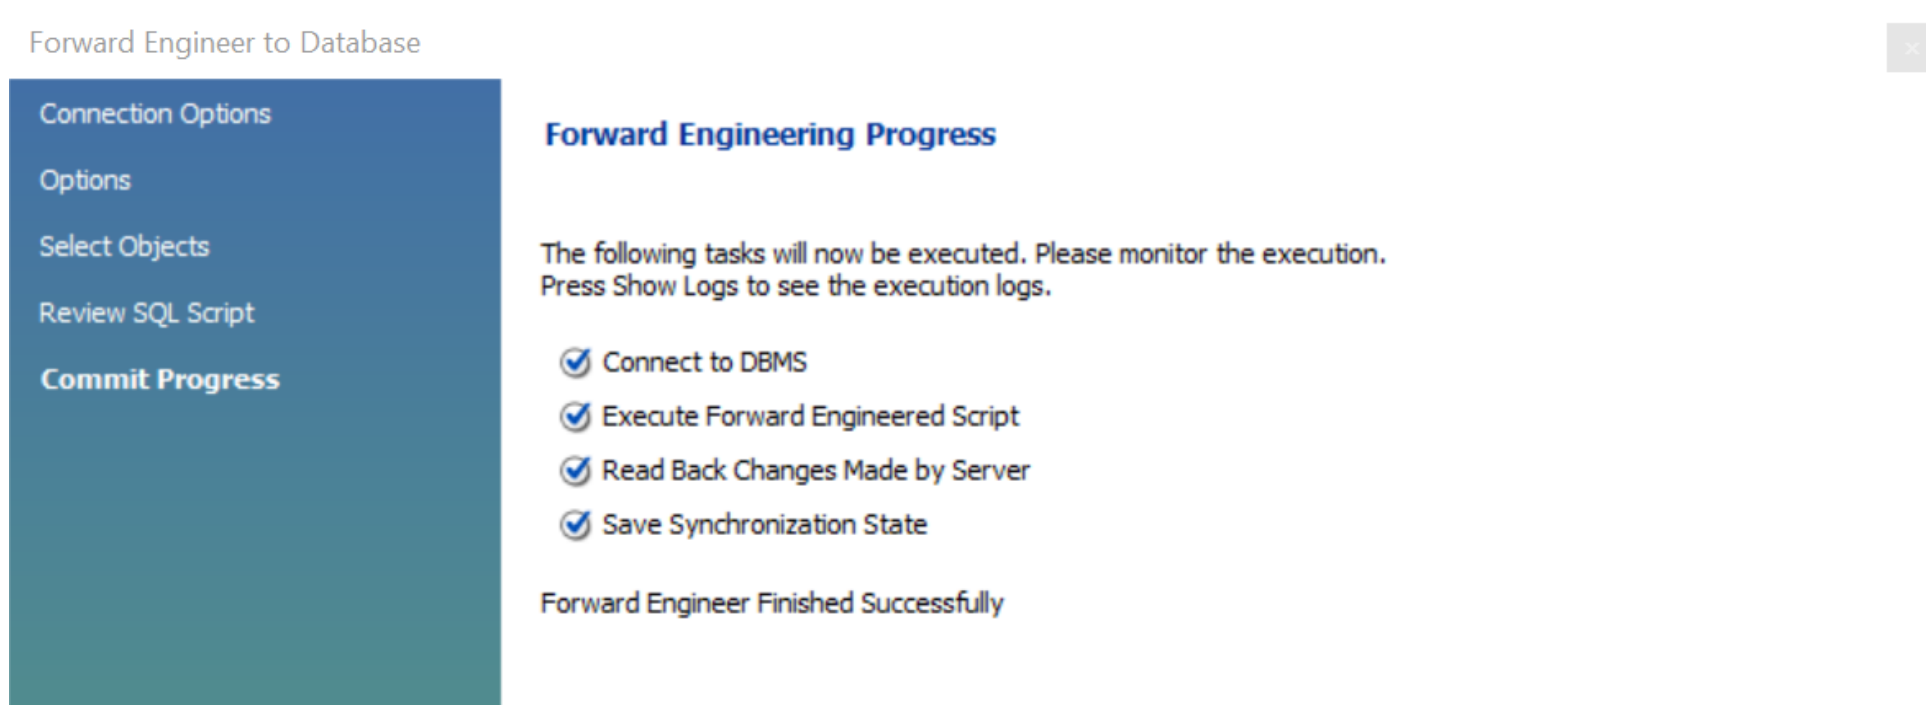 Forward Engineer to Database
Connection Options
Options
Select Objects
Review SQL Script
Commit Progress
Forward Engineering Progress
The following tasks will now be executed. Please monitor the execution.
Press Show Logs to see the execution logs.
Connect to DBMS
Execute Forward Engineered Script
Read Back Changes Made by Server
Save Synchronization State
Forward Engineer Finished Successfully